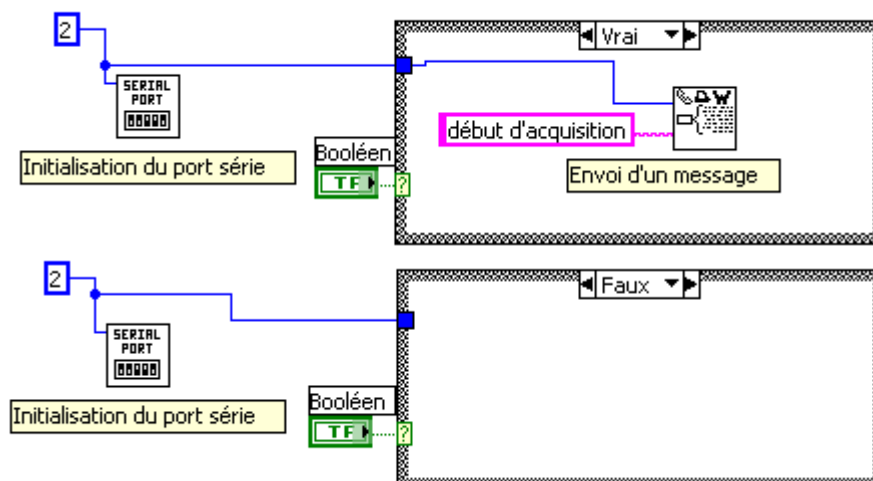 2
Vrai
SERIAL
PORT
W
début d'acquisition
Initialisation du port série
Booléen
Envoi d'un message
TF
?
2
Faux
SERIAL
PORT
Initialisation du port série
Booléen
TF
?